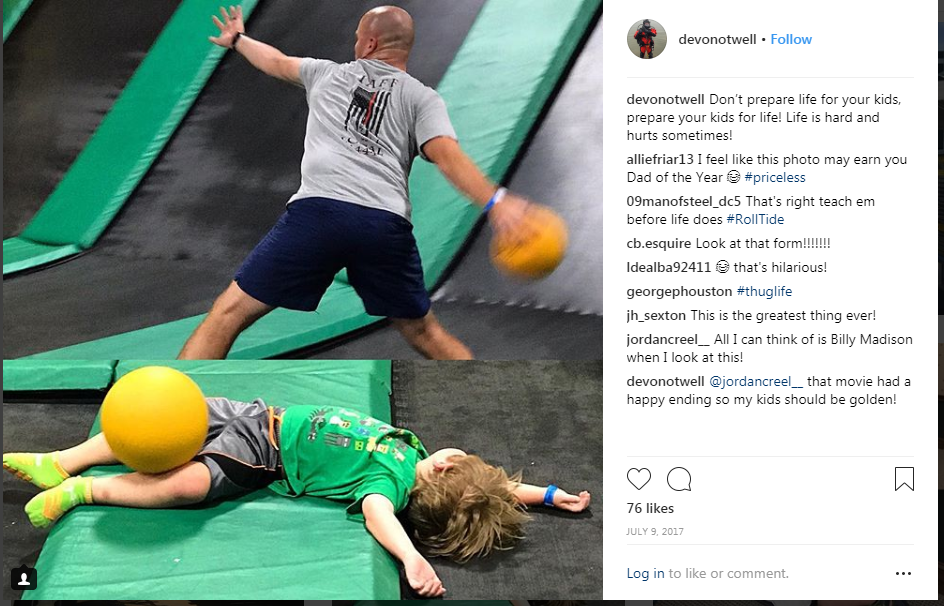 devonotwell • Follow
devonotwell Don't prepare life for your kids,
prepare your kids for life! Life is hard and
hurts sometimes!
alliefriar13 I feel like this photo may earn you
Dad of the Year 😂 #priceless
09manofsteel_dc5 That's right teach em
before life does #RollTide
cb.esquire Look at that form!!!!!!!
ldealba92411 😂 that's hilarious!
georgephouston #thuglife
jh_sexton This is the greatest thing ever!
jordancreel__ All I can think of is Billy Madison
when I look at this!
devonotwell @jordancreel__ that movie had a
happy ending so my kids should be golden!
76 likes
JULY 9, 2017
Log in to like or comment.